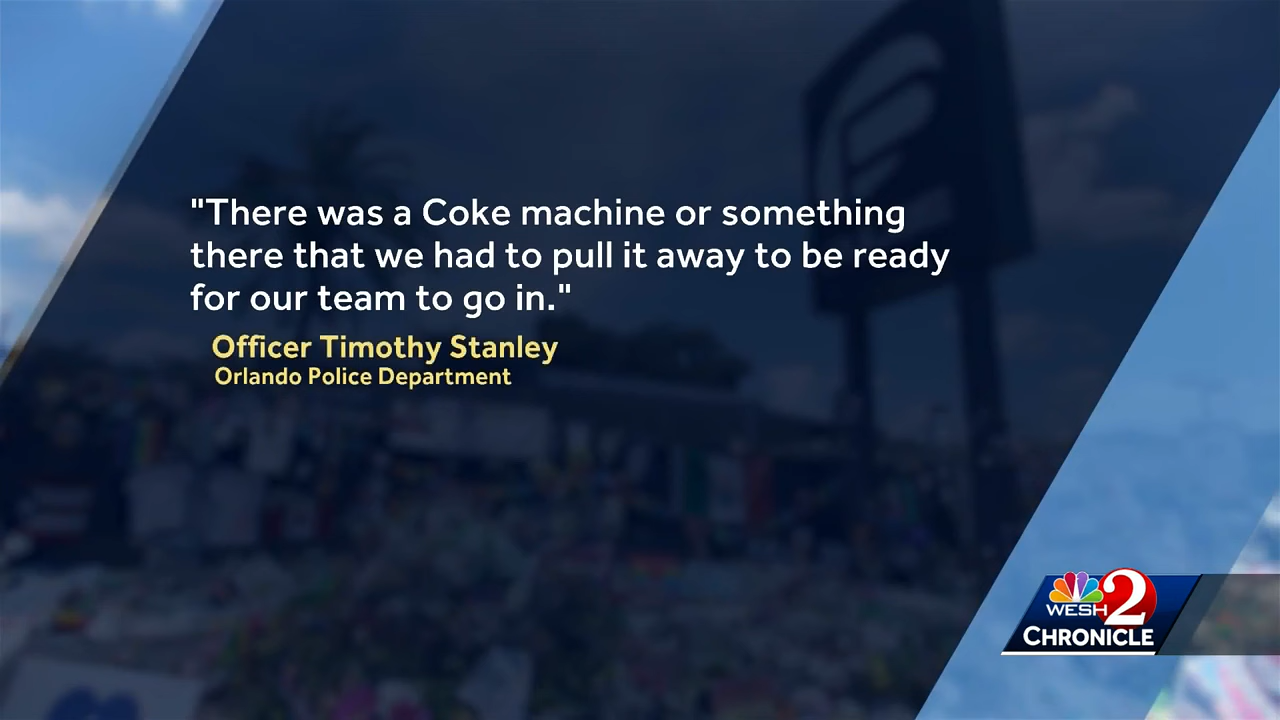 "There was a Coke machine or something
there that we had to pull it away to be ready
for our team to go in."
Officer Timothy Stanley
Orlando Police Department
WESH 2
CHRONICLE